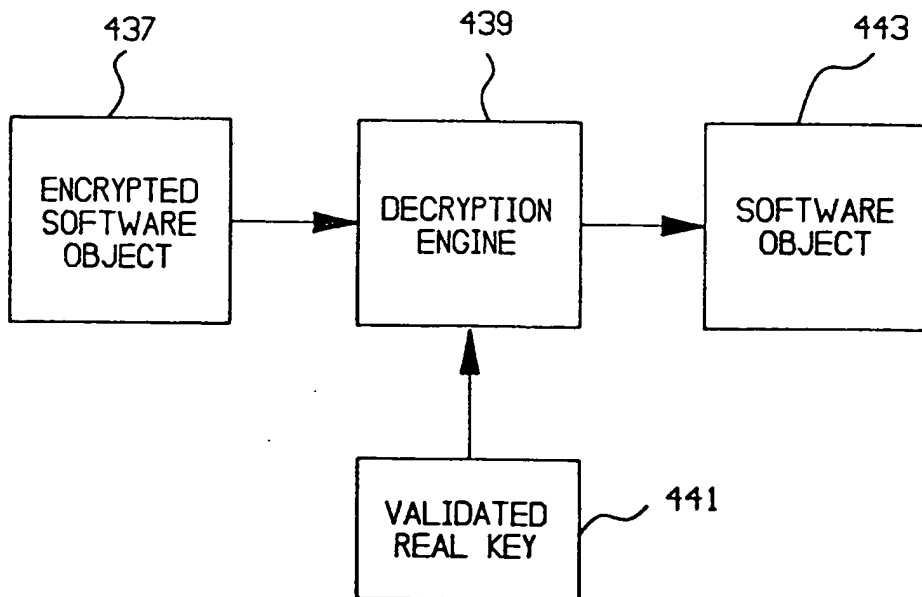 437
439
443
ENCRYPTED
SOFTWARE
OBJECT
DECRYPTION
ENGINE
SOFTWARE
OBJECT
VALIDATED
REAL KEY
441